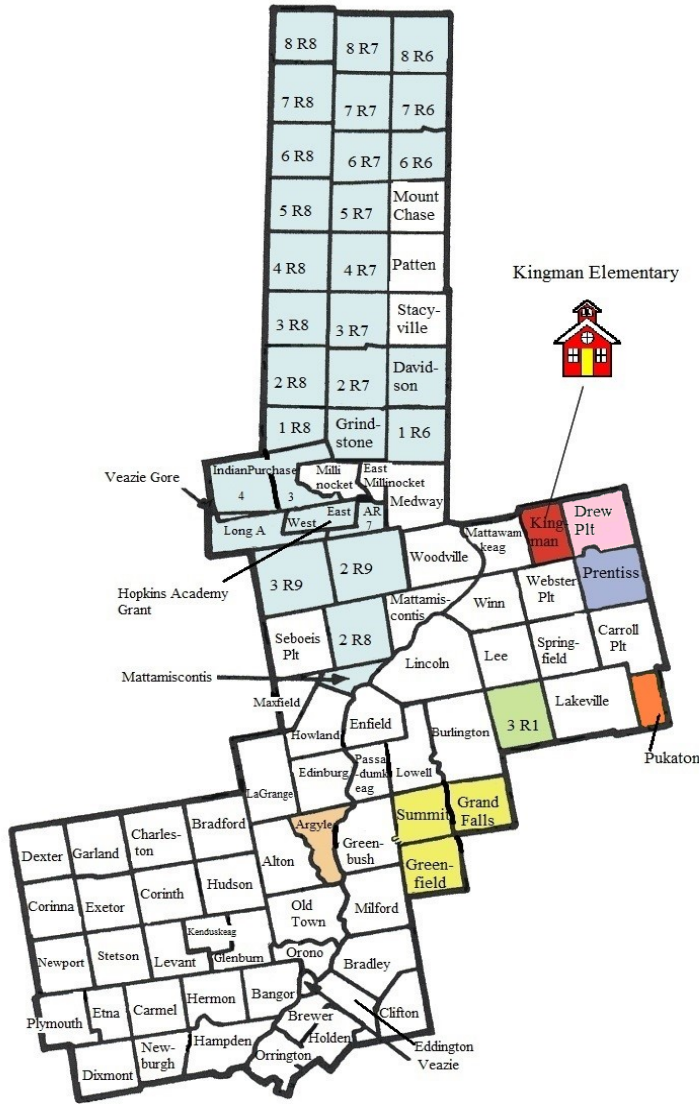 8 R8
8 R7
8 R6
7 R8
7 R7
7 R6
6 R8
6 R7
6 R6
5 R8
5 R7
Mount
Chase
4 R8
4 R7
Patten
Kingman Elementary
3 R8
3 R7
Stacy-
ville
2 R8
2 R7
David-
son
1 R8
Grind-
stone
1 R6
Veazie Gore
IndianPurchase
4
3
Milli
nocket
East
Millinocket
Medway
Long A
West
East
AR
7
Hopkins Academy
Grant
3 R9
2 R9
Woodville
Mattawam
keag
King-
man
Drew
Plt
Prentiss
Mattamis-
contis
Winn
Webster
Plt
Seboeis
Plt
2 R8
Mattamiscontis
Lincoln
Lee
Spring-
field
Carroll
Plt
Maxfield
Howland
Enfield
Burlington
3 R1
Lakeville
Pukaton
LaGrange
Edinburg
Passa
-dumk
eag
Lowell
Summit
Grand
Falls
Argyle
Green-
bush
Green-
field
Dexter
Garland
Charles-
ton
Bradford
Alton
Corinna
Exetor
Corinth
Hudson
Old
Town
Milford
Newport
Stetson
Levant
Kenduskeag
Glenburn
Orono
Bradley
Plymouth
Etna
Carmel
Hermon
Bangor
Brewer
Clifton
Dixmont
New-
burgh
Hampden
Orrington
Holden
Eddington
Veazie